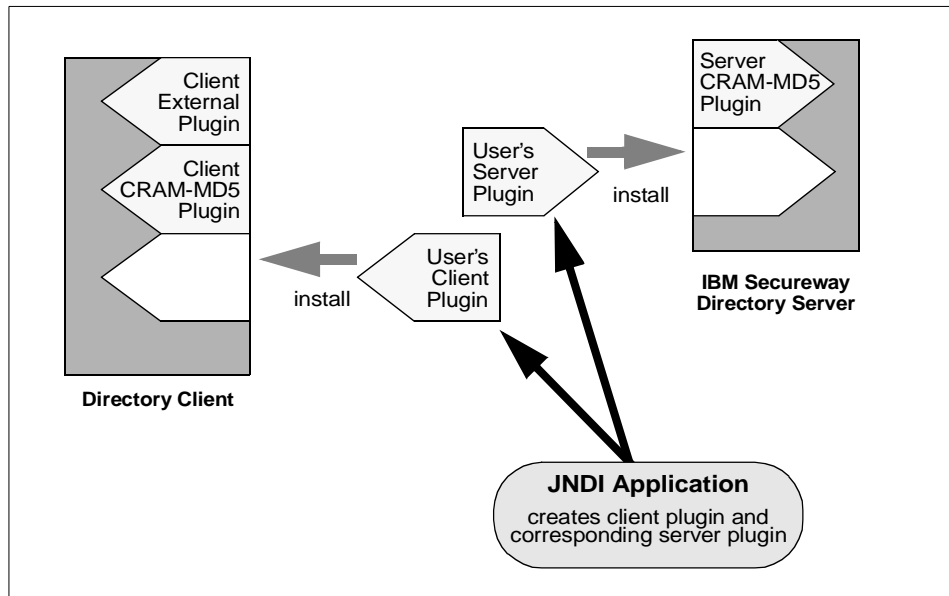 Client
External
Plugin
Client
CRAM-MD5
Plugin
Directory Client
install
User's
Client
Plugin
User's
Server
Plugin
install
Server
CRAM-MD5
Plugin
IBM Secureway
Directory Server
JNDI Application
creates client plugin and
corresponding server plugin